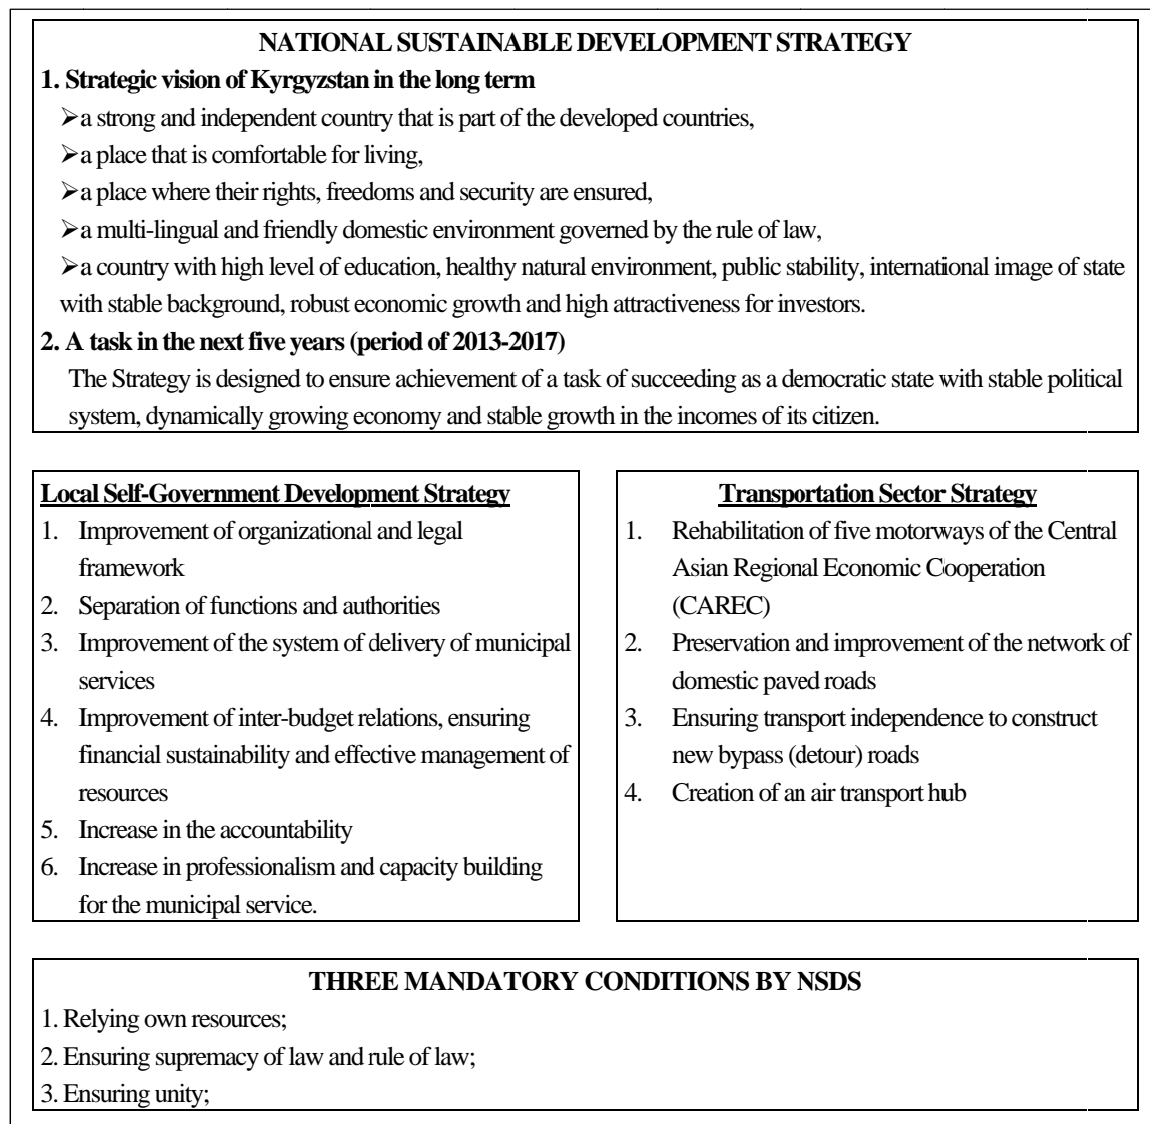 NATIONAL SUSTAINABLE DEVELOPMENT STRATEGY
1. Strategic vision of Kyrgyzstan in the long term
➢a strong and independent country that is part of the developed countries,
➢a place that is comfortable for living,
➢a place where their rights, freedoms and security are ensured,
➢a multi-lingual and friendly domestic environment governed by the rule of law,
➢a country with high level of education, healthy natural environment, public stability, international image of state
with stable background, robust economic growth and high attractiveness for investors.
2. A task in the next five years (period of 2013-2017)
The Strategy is designed to ensure achievement of a task of succeeding as a democratic state with stable political
system, dynamically growing economy and stable growth in the incomes of its citizen.
Local Self-Government Development Strategy
1. Improvement of organizational and legal
framework
2. Separation of functions and authorities
3. Improvement of the system of delivery of municipal
services
4. Improvement of inter-budget relations, ensuring
financial sustainability and effective management of
resources
5. Increase in the accountability
6. Increase in professionalism and capacity building
for the municipal service.
Transportation Sector Strategy
1. Rehabilitation of five motorways of the Central
Asian Regional Economic Cooperation
(CAREC)
2. Preservation and improvement of the network of
domestic paved roads
3. Ensuring transport independence to construct
new bypass (detour) roads
4. Creation of an air transport hub
THREE MANDATORY CONDITIONS BY NSDS
1. Relying own resources;
2. Ensuring supremacy of law and rule of law;
3. Ensuring unity;